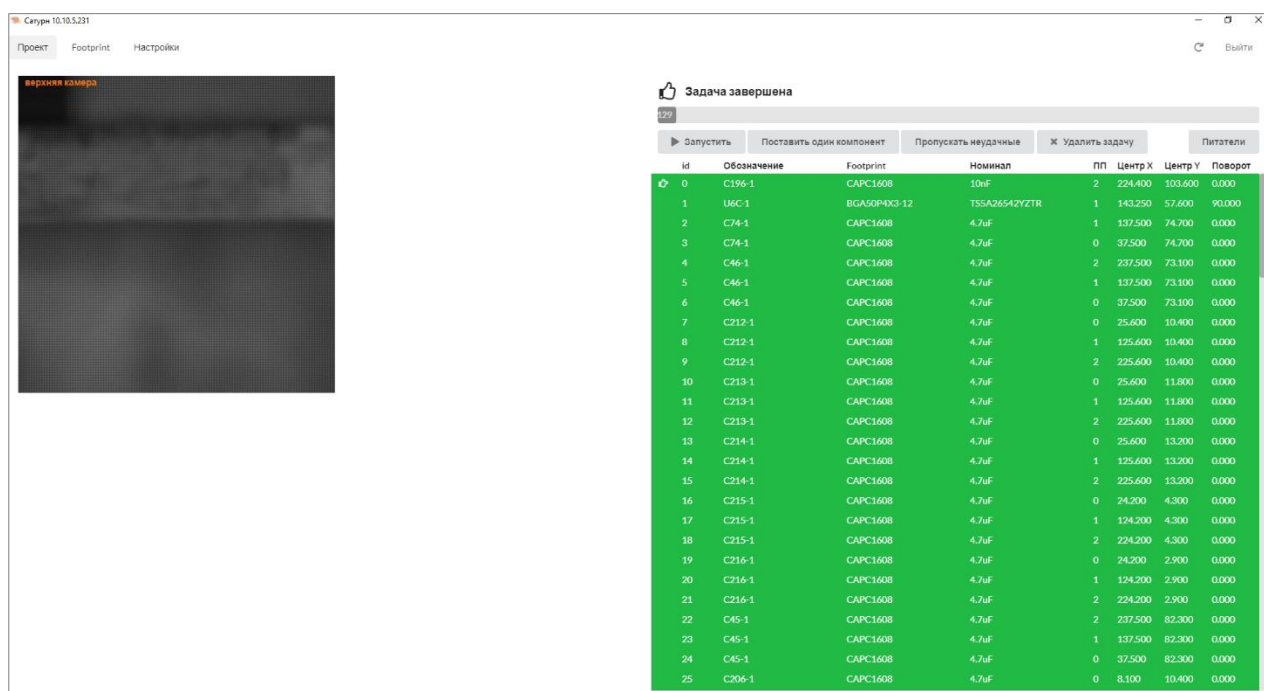 Сатурн 10.10.5.231
Проект Footprint Настройки Выйти
верхняя камера
Задача завершена
129
Запустить Поставить один компонент Пропускать неудачные Удалить задачу Питатели
id Обозначение Footprint Номинал ПП Центр X Центр Y Поворот
0 C196-1 CAPC1608 10nF 2 224.400 103.600 0.000
1 U6C-1 BGA50P4X3-12 TS5A26542YZTR 1 143.250 57.600 90.000
2 C74-1 CAPC1608 4.7uF 1 137.500 74.700 0.000
3 C74-1 CAPC1608 4.7uF 0 37.500 74.700 0.000
4 C46-1 CAPC1608 4.7uF 2 237.500 73.100 0.000
5 C46-1 CAPC1608 4.7uF 1 137.500 73.100 0.000
6 C46-1 CAPC1608 4.7uF 0 37.500 73.100 0.000
7 C212-1 CAPC1608 4.7uF 0 25.600 10.400 0.000
8 C212-1 CAPC1608 4.7uF 1 125.600 10.400 0.000
9 C212-1 CAPC1608 4.7uF 2 225.600 10.400 0.000
10 C213-1 CAPC1608 4.7uF 0 25.600 11.800 0.000
11 C213-1 CAPC1608 4.7uF 1 125.600 11.800 0.000
12 C213-1 CAPC1608 4.7uF 2 225.600 11.800 0.000
13 C214-1 CAPC1608 4.7uF 0 25.600 13.200 0.000
14 C214-1 CAPC1608 4.7uF 1 125.600 13.200 0.000
15 C214-1 CAPC1608 4.7uF 2 225.600 13.200 0.000
16 C215-1 CAPC1608 4.7uF 0 24.200 4.300 0.000
17 C215-1 CAPC1608 4.7uF 1 124.200 4.300 0.000
18 C215-1 CAPC1608 4.7uF 2 224.200 4.300 0.000
19 C216-1 CAPC1608 4.7uF 0 24.200 2.900 0.000
20 C216-1 CAPC1608 4.7uF 1 124.200 2.900 0.000
21 C216-1 CAPC1608 4.7uF 2 224.200 2.900 0.000
22 C45-1 CAPC1608 4.7uF 2 237.500 82.300 0.000
23 C45-1 CAPC1608 4.7uF 1 137.500 82.300 0.000
24 C45-1 CAPC1608 4.7uF 0 37.500 82.300 0.000
25 C206-1 CAPC1608 4.7uF 0 8.100 10.400 0.000